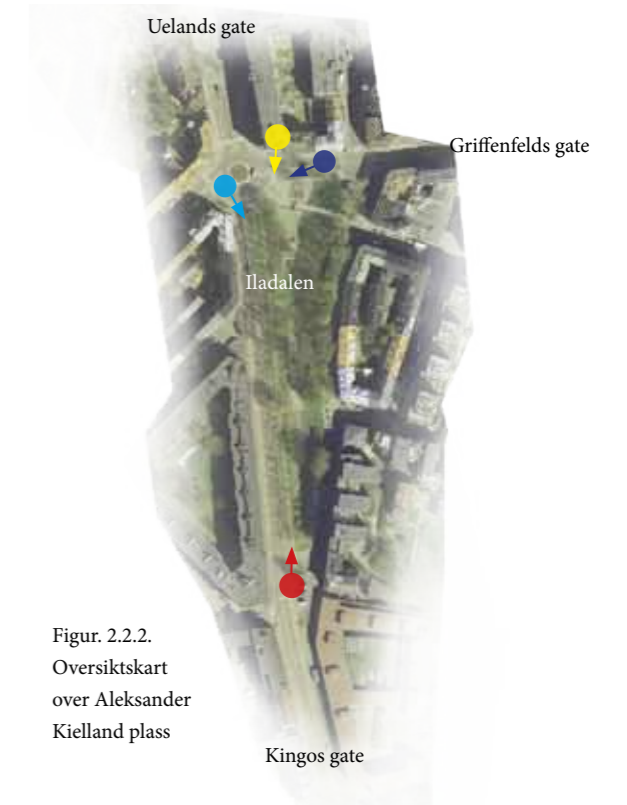 Uelands gate
Griffenfelds gate
Iladalen
Figur. 2.2.2.
Oversiktskart
over Aleksander
Kielland plass
Kingos gate